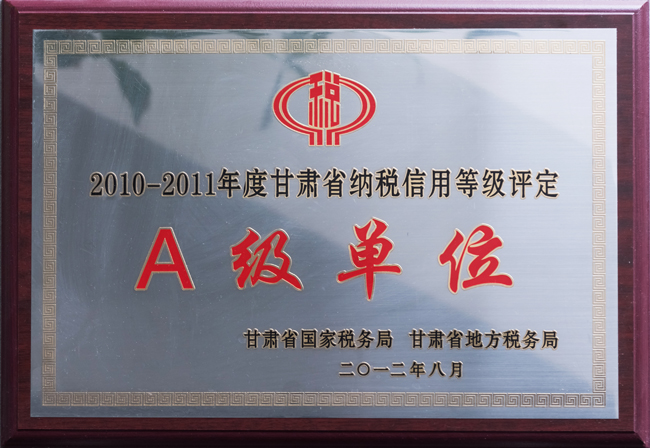 税
2010-2011年度甘肃省纳税信用等级评定
A级单位
甘肃省国家税务局 甘肃省地方税务局
二〇一二年八月